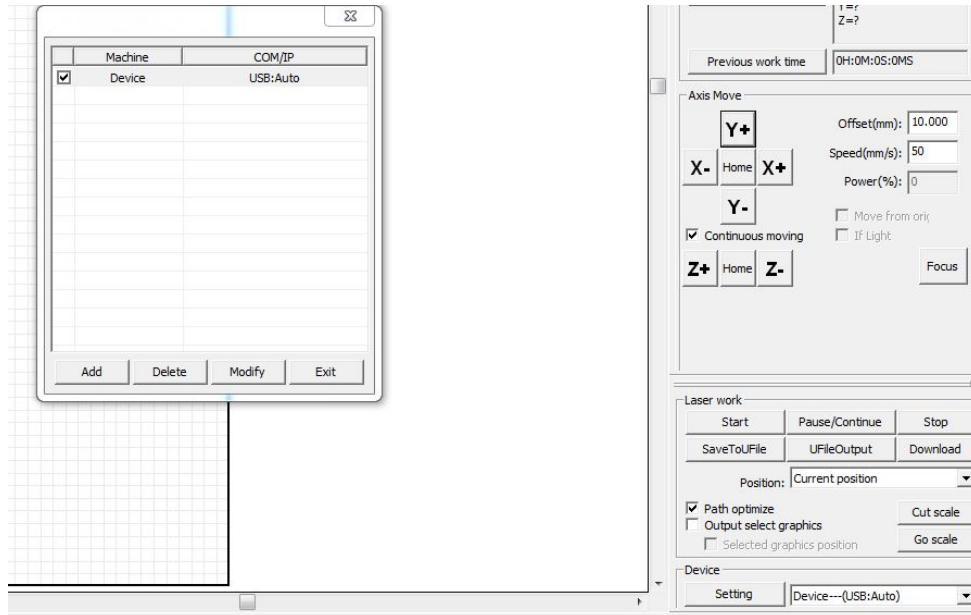 Machine COM/IP
Device USB:Auto
Add Delete Modify Exit
Z=?
Previous work time 0H:0M:0S:0MS
Axis Move
Y+
Offset(mm): 10.000
X- Home X+
Speed(mm/s): 50
Power(%): 0
Y-
Move from orig
Continuous moving
If Light
Z+ Home Z-
Focus
Laser work
Start Pause/Continue Stop
SaveToUFile UFileOutput Download
Position: Current position
Path optimize
Cut scale
Output select graphics
Selected graphics position
Go scale
Device
Setting Device---(USB:Auto)